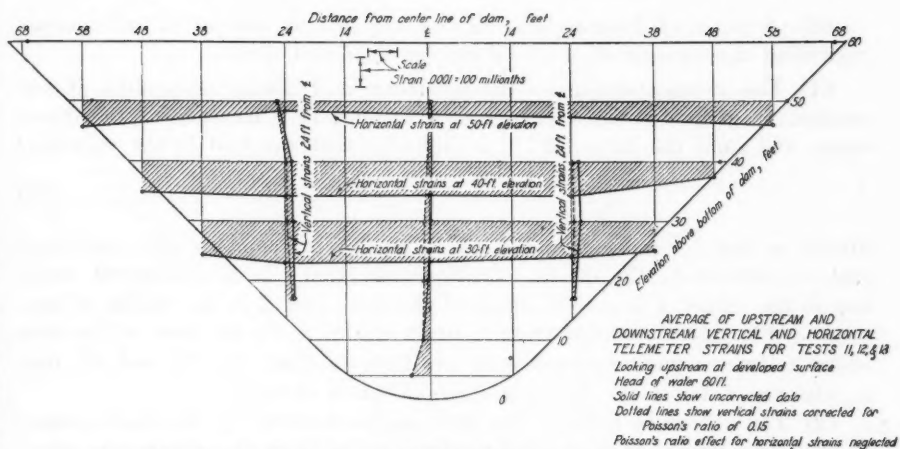 Distance from center line of dam, feet
68 58 48 38 24 14 ℄ 14 24 38 48 58 68
60
Scale
Strain .0001 = 100 millionths
50
Horizontal strains at 50-ft elevation
Vertical strains 24 ft from ℄
Vertical strains, 24 ft from ℄
40
Horizontal strains at 40-ft elevation
Elevation above bottom of dam, feet
30
Horizontal strains at 30-ft elevation
20
10
0
AVERAGE OF UPSTREAM AND
DOWNSTREAM VERTICAL AND HORIZONTAL
TELEMETER STRAINS FOR TESTS 11, 12, & 13
Looking upstream at developed surface
Head of water 60 ft.
Solid lines show uncorrected data
Dotted lines show vertical strains corrected for
Poisson's ratio of 0.15
Poisson's ratio effect for horizontal strains neglected